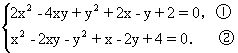 2x² - 4xy + y² + 2x - y + 2 = 0, ①
x² - 2xy - y² + x - 2y + 4 = 0. ②